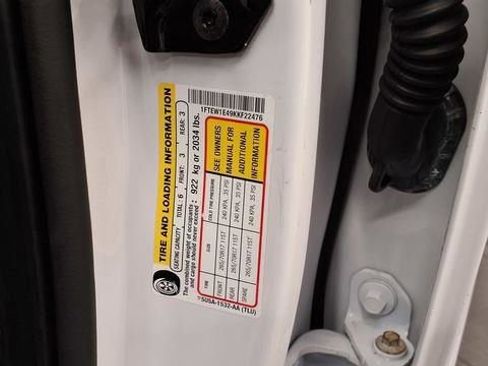 TIRE AND LOADING INFORMATION
SEATING CAPACITY TOTAL: 6 FRONT: 3 REAR: 3
The combined weight of occupants
and cargo should never exceed: 922 kg or 2034 lbs.
TIRE SIZE COLD TIRE PRESSURE SEE OWNERS
MANUAL FOR
ADDITIONAL
INFORMATION
FRONT 265/70R17 115T 240 KPA, 35 PSI
REAR 265/70R17 115T 240 KPA, 35 PSI
SPARE 265/70R17 115T 240 KPA, 35 PSI
5U5A-1532-AA (TLU)
1FTEW1E49KKF22476